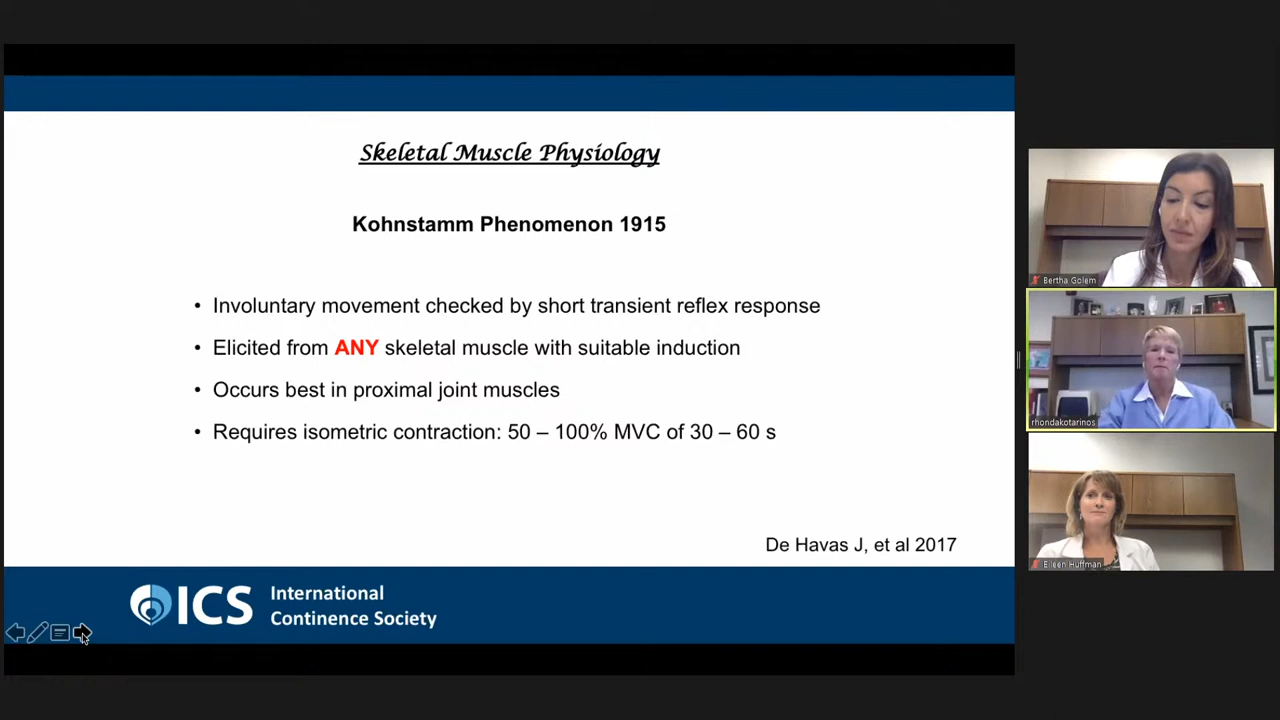 Skeletal Muscle Physiology
Kohnstamm Phenomenon 1915
• Involuntary movement checked by short transient reflex response
• Elicited from ANY skeletal muscle with suitable induction
• Occurs best in proximal joint muscles
• Requires isometric contraction: 50 – 100% MVC of 30 – 60 s
De Havas J, et al 2017
ICS
International
Continence Society
Bertha Golem
rhondakotarinos
Eileen Huffman